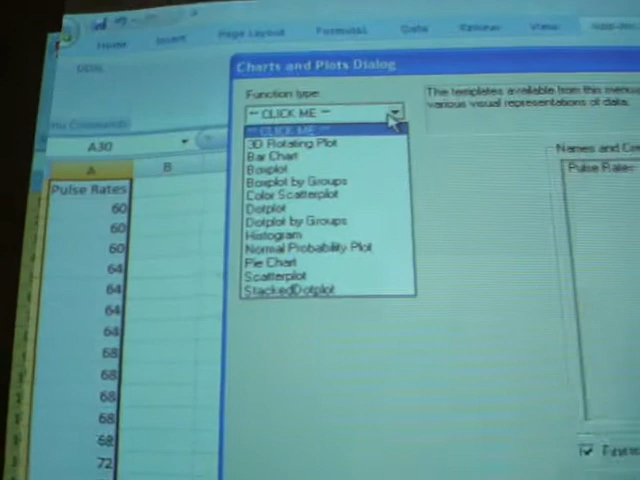 Home Insert Page Layout Formulas Data Review View
Charts and Plots Dialog
Function type:
-- CLICK ME --
-- CLICK ME --
3D Rotating Plot
Bar Chart
Boxplot
Boxplot by Groups
Color Scatterplot
Dotplot
Dotplot by Groups
Histogram
Normal Probability Plot
Pie Chart
Scatterplot
StackedDotplot
The templates available from this menu
various visual representations of data.
Names and
Pulse Rates
A30
A B
Pulse Rates
60
60
60
64
64
68
68
68
68
68
72